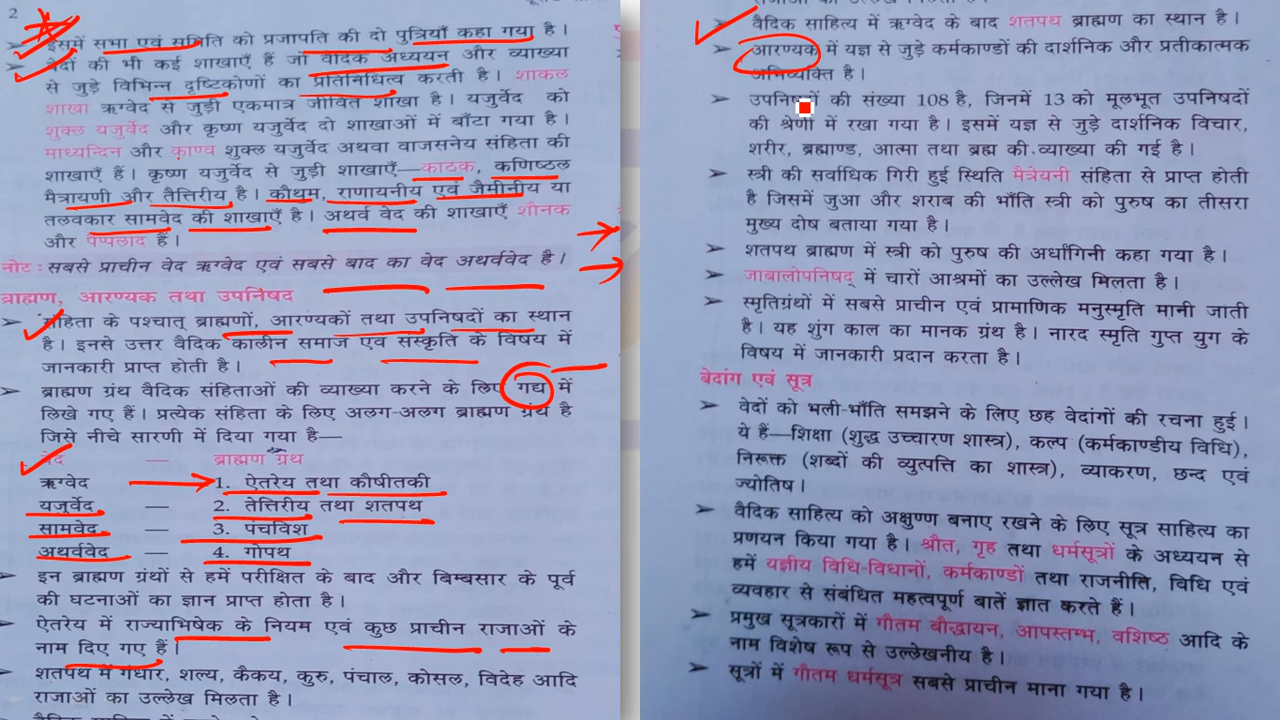 2
इसमें सभा एवं समिति को प्रजापति की दो पुत्रियाँ कहा गया है।
वेदों की भी कई शाखाएँ हैं जो वैदिक अध्ययन और व्याख्या
से जुड़े विभिन्न दृष्टिकोणों का प्रतिनिधित्व करती है। शाकल
शाखा ऋग्वेद से जुड़ी एकमात्र जीवित शाखा है। यजुर्वेद को
शुक्ल यजुर्वेद और कृष्ण यजुर्वेद दो शाखाओं में बाँटा गया है।
माध्यन्दिन और काण्व शुक्ल यजुर्वेद अथवा वाजसनेय संहिता की
शाखाएँ हैं। कृष्ण यजुर्वेद से जुड़ी शाखाएँ—काठक, कणिष्ठल
मैत्रायणी और तैत्तिरीय है। कौथुम, राणायनीय एवं जैमीनीय या
तलवकार सामवेद की शाखाएँ है। अथर्व वेद की शाखाएँ शौनक
और पैप्पलाद हैं।
नोट : सबसे प्राचीन वेद ऋग्वेद एवं सबसे बाद का वेद अथर्ववेद है।
ब्राह्मण, आरण्यक तथा उपनिषद
➢ संहिता के पश्चात् ब्राह्मणों, आरण्यकों तथा उपनिषदों का स्थान
है। इनसे उत्तर वैदिक कालीन समाज एवं संस्कृति के विषय में
जानकारी प्राप्त होती है।
➢ ब्राह्मण ग्रंथ वैदिक संहिताओं की व्याख्या करने के लिए गद्य में
लिखे गए हैं। प्रत्येक संहिता के लिए अलग-अलग ब्राह्मण ग्रंथ है
जिसे नीचे सारणी में दिया गया है—
वेद — ब्राह्मण ग्रंथ
ऋग्वेद 1. ऐतरेय तथा कौषीतकी
यजुर्वेद — 2. तेत्तिरीय तथा शतपथ
सामवेद — 3. पंचविश
अथर्ववेद — 4. गोपथ
➢ इन ब्राह्मण ग्रंथों से हमें परीक्षित के बाद और बिम्बसार के पूर्व
की घटनाओं का ज्ञान प्राप्त होता है।
➢ ऐतरेय में राज्याभिषेक के नियम एवं कुछ प्राचीन राजाओं के
नाम दिए गए हैं।
➢ शतपथ में गंधार, शल्य, कैकय, कुरु, पंचाल, कोसल, विदेह आदि
राजाओं का उल्लेख मिलता है।
वैदिक साहित्य में ऋग्वेद के बाद शतपथ ब्राह्मण का स्थान है।
➢ आरण्यक में यज्ञ से जुड़े कर्मकाण्डों की दार्शनिक और प्रतीकात्मक
अभिव्यक्ति है।
➢ उपनिषदों की संख्या 108 है, जिनमें 13 को मूलभूत उपनिषदों
की श्रेणी में रखा गया है। इसमें यज्ञ से जुड़े दार्शनिक विचार,
शरीर, ब्रह्माण्ड, आत्मा तथा ब्रह्म की व्याख्या की गई है।
➢ स्त्री की सर्वाधिक गिरी हुई स्थिति मैत्रेयनी संहिता से प्राप्त होती
है जिसमें जुआ और शराब की भाँति स्त्री को पुरुष का तीसरा
मुख्य दोष बताया गया है।
➢ शतपथ ब्राह्मण में स्त्री को पुरुष की अर्धांगिनी कहा गया है।
➢ जाबालोपनिषद् में चारों आश्रमों का उल्लेख मिलता है।
➢ स्मृतिग्रंथों में सबसे प्राचीन एवं प्रामाणिक मनुस्मृति मानी जाती
है। यह शुंग काल का मानक ग्रंथ है। नारद स्मृति गुप्त युग के
विषय में जानकारी प्रदान करता है।
बेदांग एवं सूत्र
➢ वेदों को भली-भाँति समझने के लिए छह वेदांगों की रचना हुई।
ये हैं—शिक्षा (शुद्ध उच्चारण शास्त्र), कल्प (कर्मकाण्डीय विधि),
निरूक्त (शब्दों की व्युत्पत्ति का शास्त्र), व्याकरण, छन्द एवं
ज्योतिष।
➢ वैदिक साहित्य को अक्षुण्ण बनाए रखने के लिए सूत्र साहित्य का
प्रणयन किया गया है। श्रौत, गृह तथा धर्मसूत्रों के अध्ययन से
हमें यज्ञीय विधि-विधानों, कर्मकाण्डों तथा राजनीति, विधि एवं
व्यवहार से संबंधित महत्वपूर्ण बातें ज्ञात करते हैं।
➢ प्रमुख सूत्रकारों में गौतम बौद्धायन, आपस्तम्भ, वशिष्ठ आदि के
नाम विशेष रूप से उल्लेखनीय है।
➢ सूत्रों में गौतम धर्मसूत्र सबसे प्राचीन माना गया है।